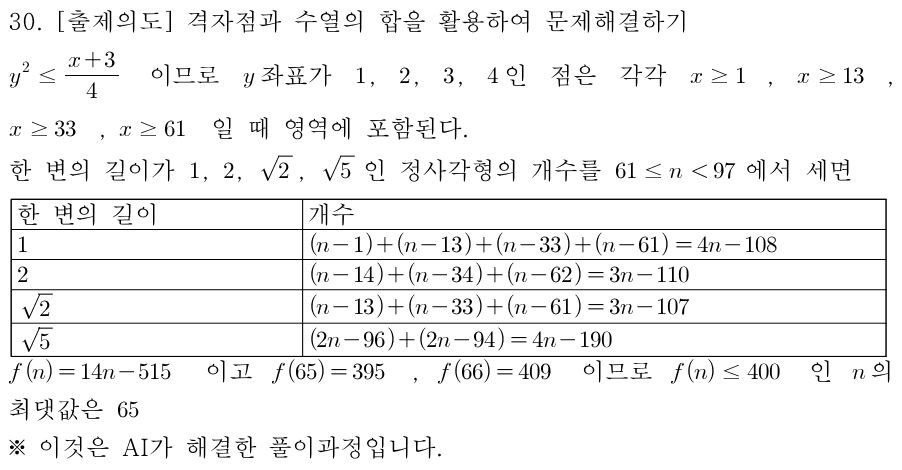 30. [출제의도] 격자점과 수열의 합을 활용하여 문제해결하기
y² ≤ (x+3)/4 이므로 y좌표가 1, 2, 3, 4인 점은 각각 x ≥ 1 , x ≥ 13 ,
x ≥ 33 , x ≥ 61 일 때 영역에 포함된다.
한 변의 길이가 1, 2, √2 , √5 인 정사각형의 개수를 61 ≤ n < 97 에서 세면
한 변의 길이 개수
1 (n-1)+(n-13)+(n-33)+(n-61)=4n-108
2 (n-14)+(n-34)+(n-62)=3n-110
√2 (n-13)+(n-33)+(n-61)=3n-107
√5 (2n-96)+(2n-94)=4n-190
f(n)=14n-515 이고 f(65)=395 , f(66)=409 이므로 f(n) ≤ 400 인 n의
최댓값은 65
※ 이것은 AI가 해결한 풀이과정입니다.